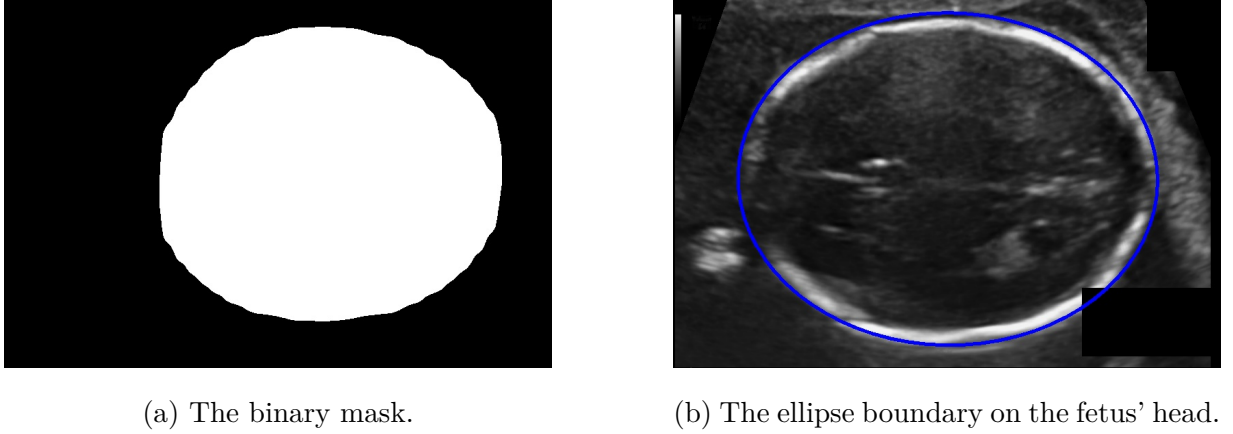 (a) The binary mask.
(b) The ellipse boundary on the fetus' head.